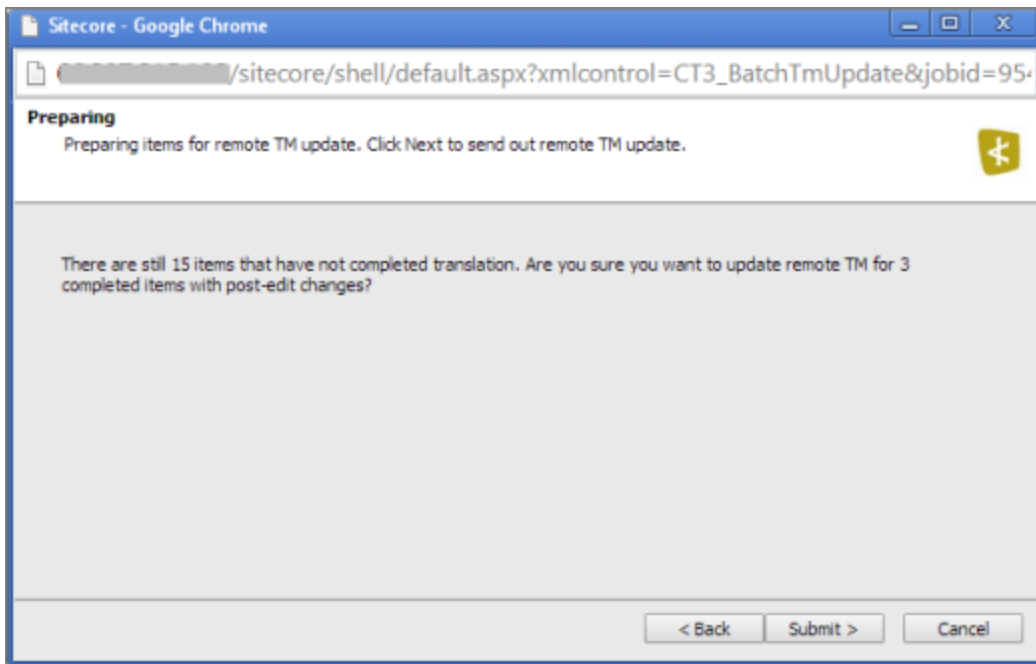 Sitecore - Google Chrome
/sitecore/shell/default.aspx?xmlcontrol=CT3_BatchTmUpdate&jobid=95
Preparing
Preparing items for remote TM update. Click Next to send out remote TM update.
There are still 15 items that have not completed translation. Are you sure you want to update remote TM for 3
completed items with post-edit changes?
< Back Submit > Cancel